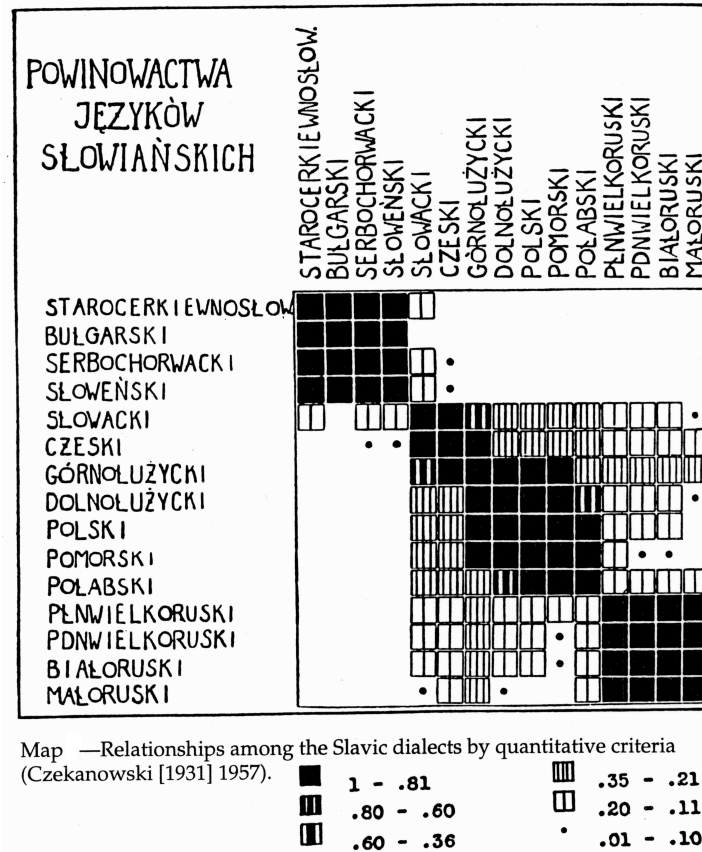 POWINOWACTWA
JĘZYKÓW
SŁOWIAŃSKICH
STAROCERKIEWNOSŁOW.
BUŁGARSKI
SERBOCHORWACKI
SŁOWEŃSKI
SŁOWACKI
CZESKI
GÓRNOŁUŻYCKI
DOLNOŁUŻYCKI
POLSKI
POMORSKI
POŁABSKI
PŁNWIELKORUSKI
PDNWIELKORUSKI
BIAŁORUSKI
MAŁORUSKI
STAROCERKIEWNOSŁOW
BUŁGARSKI
SERBOCHORWACKI
SŁOWEŃSKI
SŁOWACKI
CZESKI
GÓRNOŁUŻYCKI
DOLNOŁUŻYCKI
POLSKI
POMORSKI
POŁABSKI
PŁNWIELKORUSKI
PDNWIELKORUSKI
BIAŁORUSKI
MAŁORUSKI
Map —Relationships among the Slavic dialects by quantitative criteria
(Czekanowski [1931] 1957).
1 - .81
.80 - .60
.60 - .36
.35 - .21
.20 - .11
.01 - .10